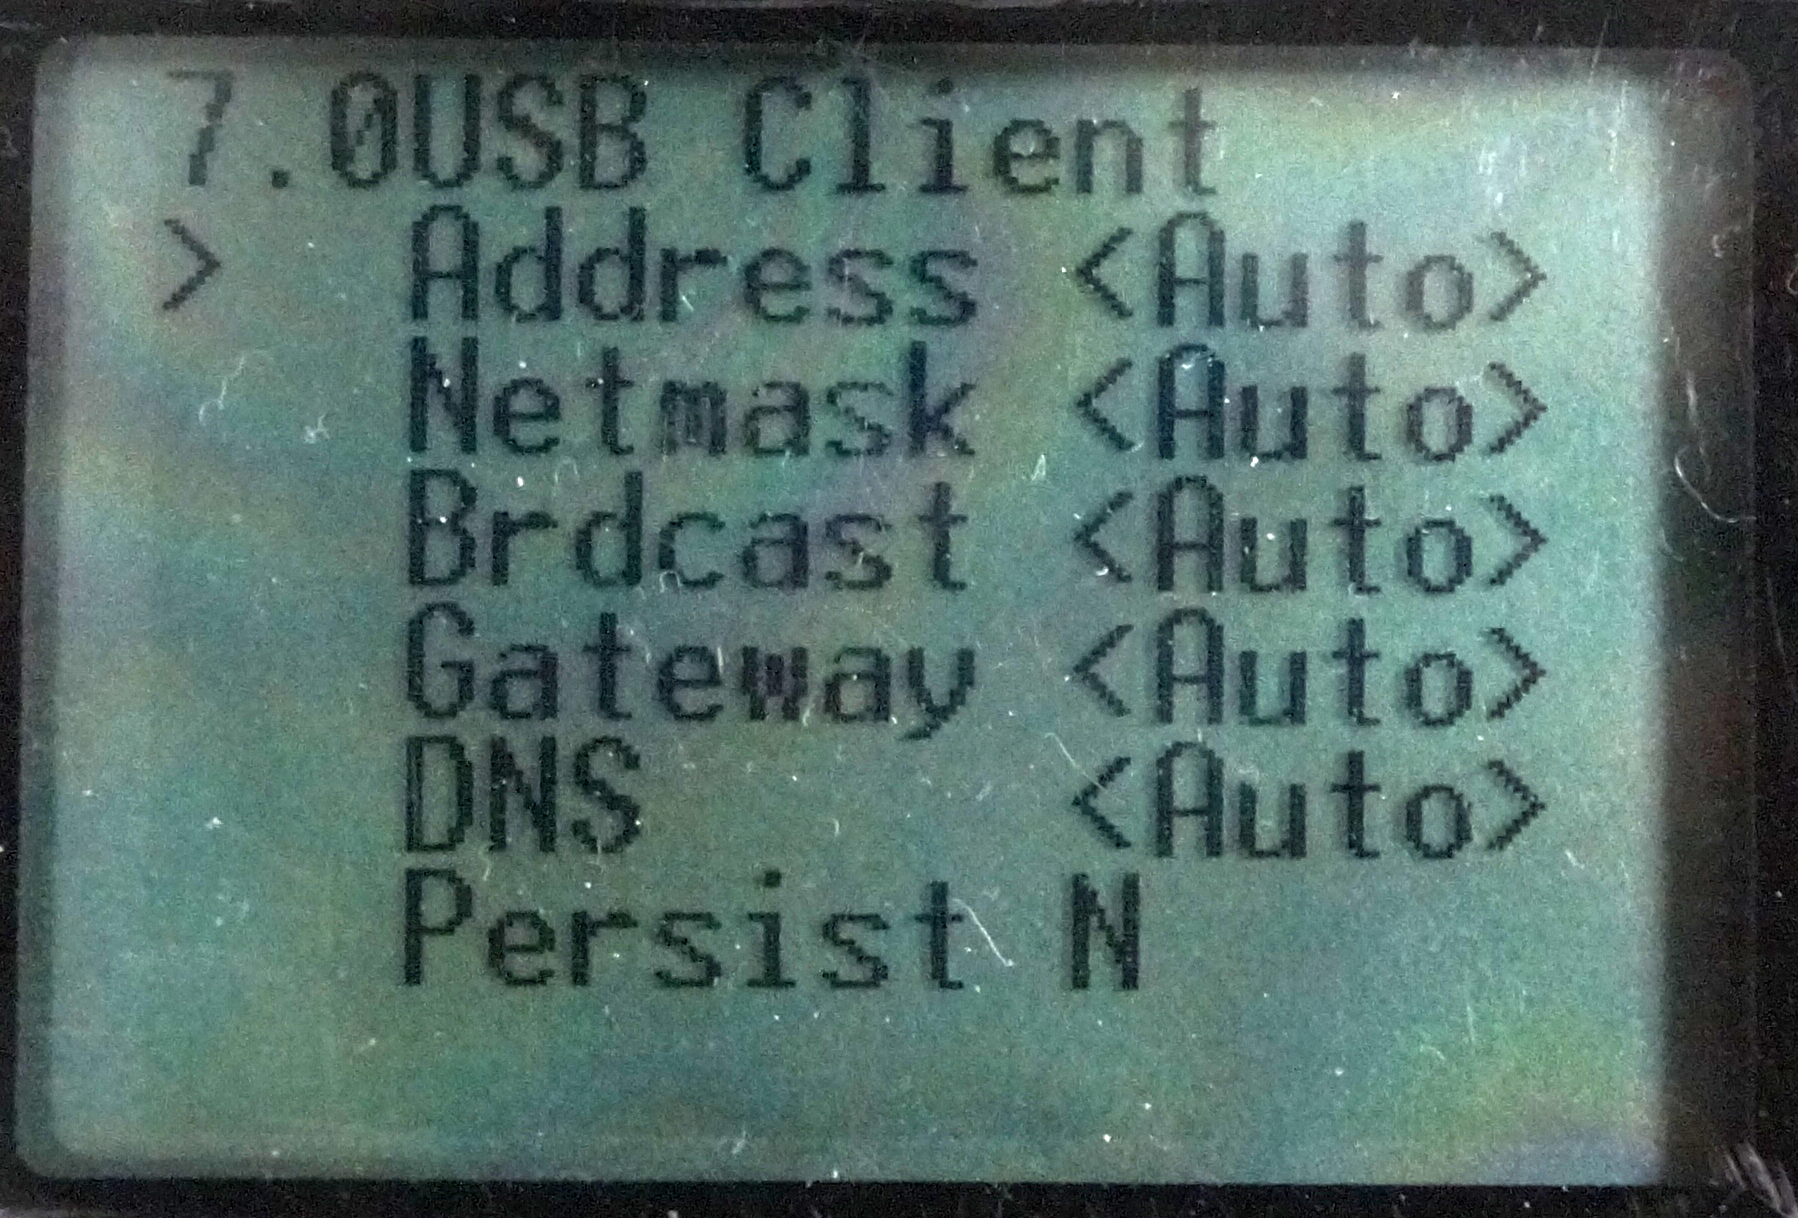 7.0USB Client
>  Address <Auto>
   Netmask <Auto>
   Brdcast <Auto>
   Gateway <Auto>
   DNS     <Auto>
   Persist N